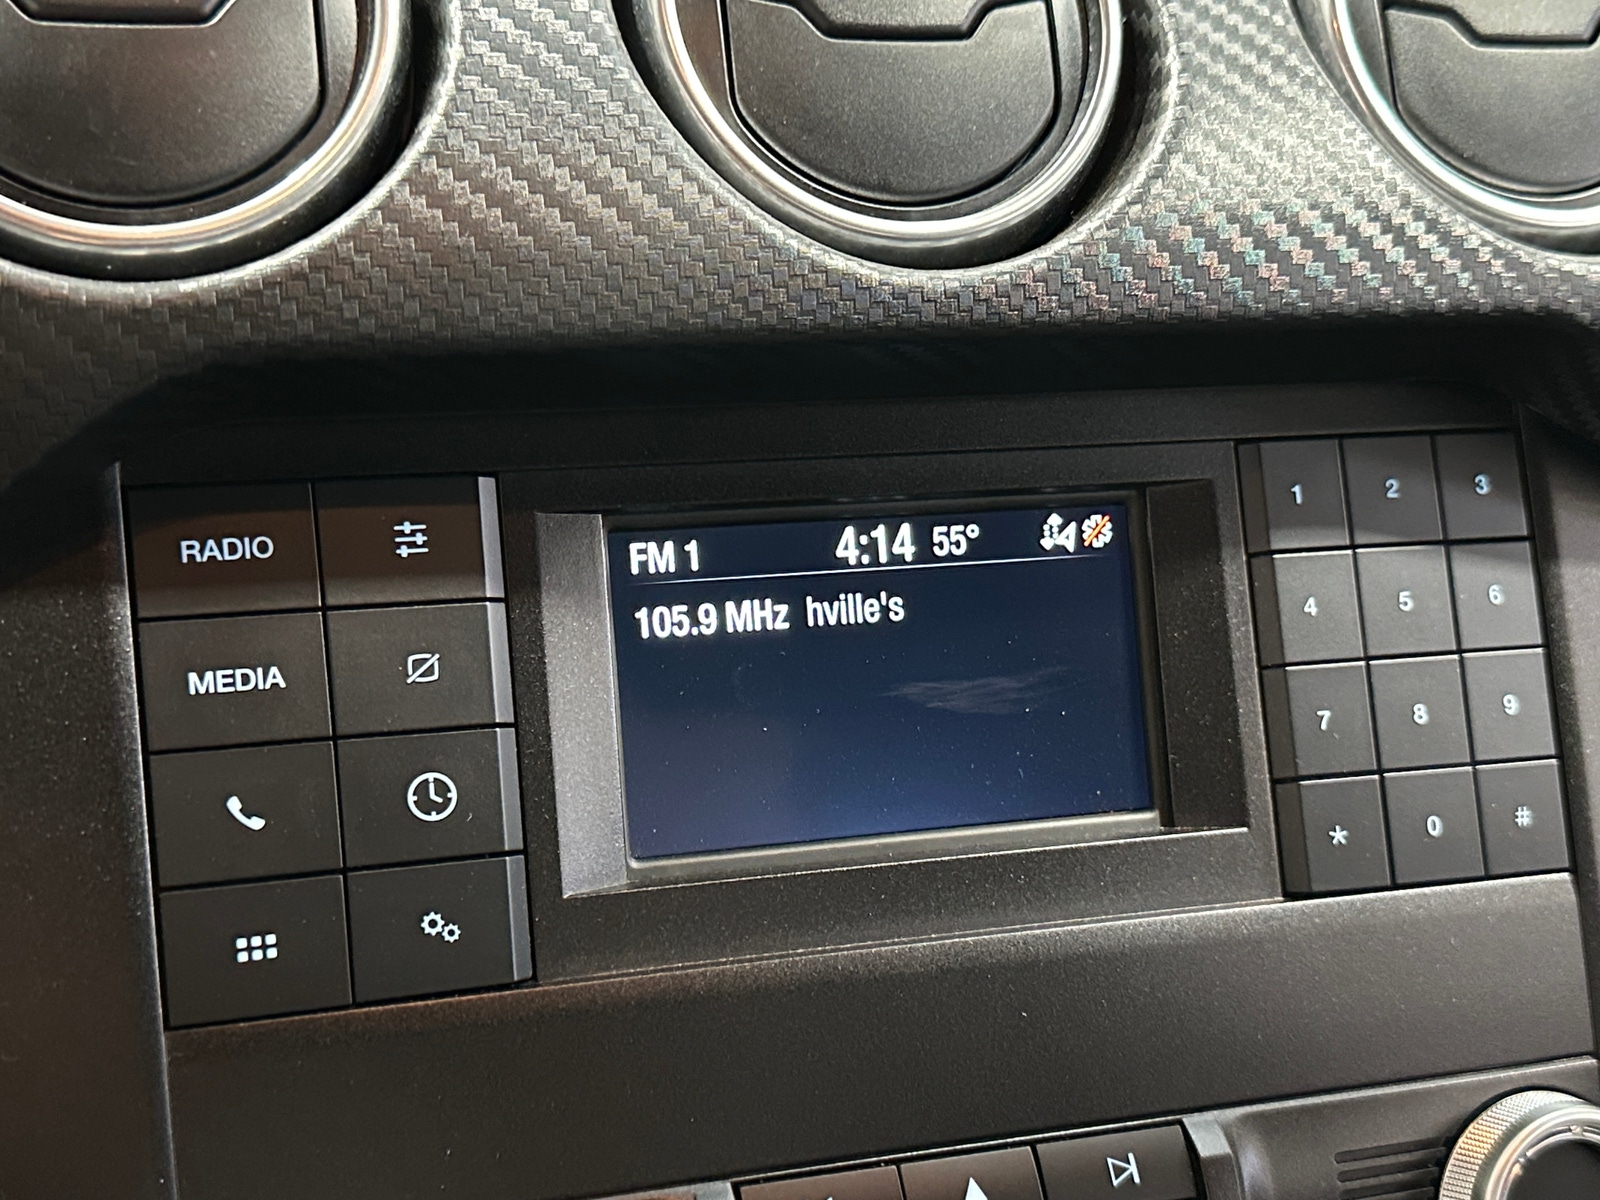 RADIO
MEDIA
FM 1 4:14 55°
105.9 MHz hville's
1 2 3
4 5 6
7 8 9
* 0 #